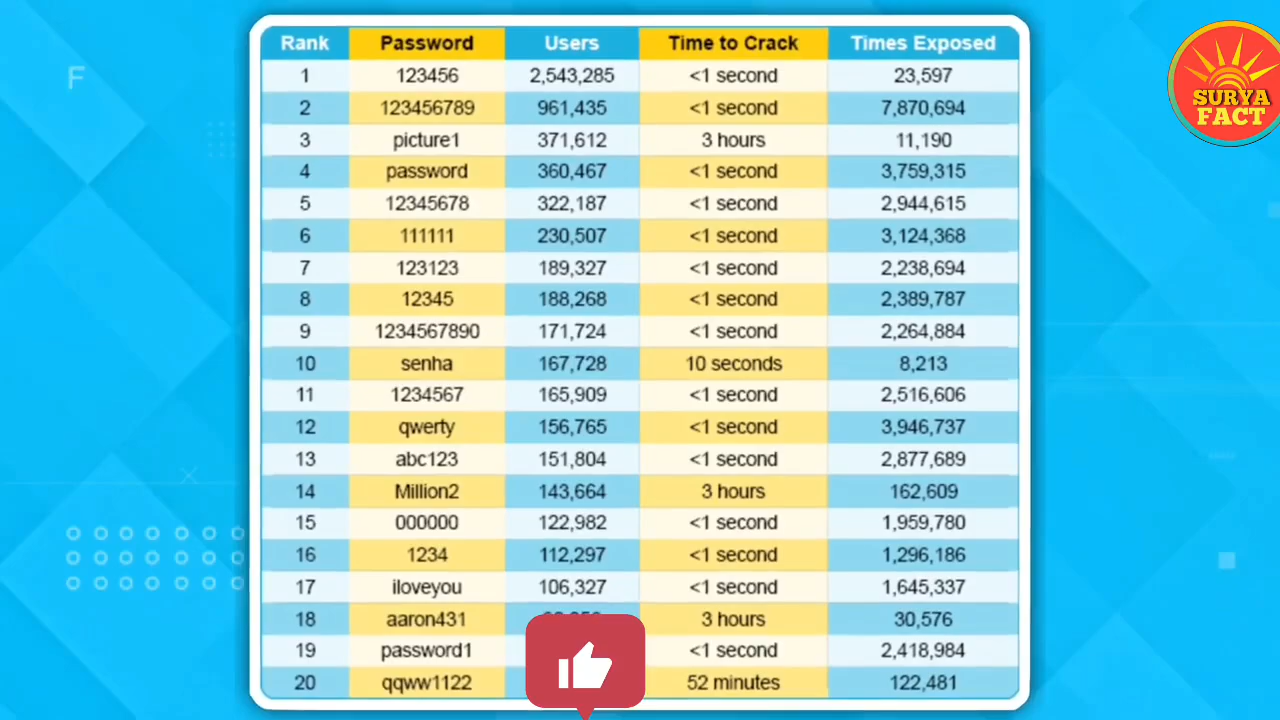 F
SURYA
FACT
Rank Password Users Time to Crack Times Exposed
1 123456 2,543,285 <1 second 23,597
2 123456789 961,435 <1 second 7,870,694
3 picture1 371,612 3 hours 11,190
4 password 360,467 <1 second 3,759,315
5 12345678 322,187 <1 second 2,944,615
6 111111 230,507 <1 second 3,124,368
7 123123 189,327 <1 second 2,238,694
8 12345 188,268 <1 second 2,389,787
9 1234567890 171,724 <1 second 2,264,884
10 senha 167,728 10 seconds 8,213
11 1234567 165,909 <1 second 2,516,606
12 qwerty 156,765 <1 second 3,946,737
13 abc123 151,804 <1 second 2,877,689
14 Million2 143,664 3 hours 162,609
15 000000 122,982 <1 second 1,959,780
16 1234 112,297 <1 second 1,296,186
17 iloveyou 106,327 <1 second 1,645,337
18 aaron431 3 hours 30,576
19 password1 <1 second 2,418,984
20 qqww1122 52 minutes 122,481